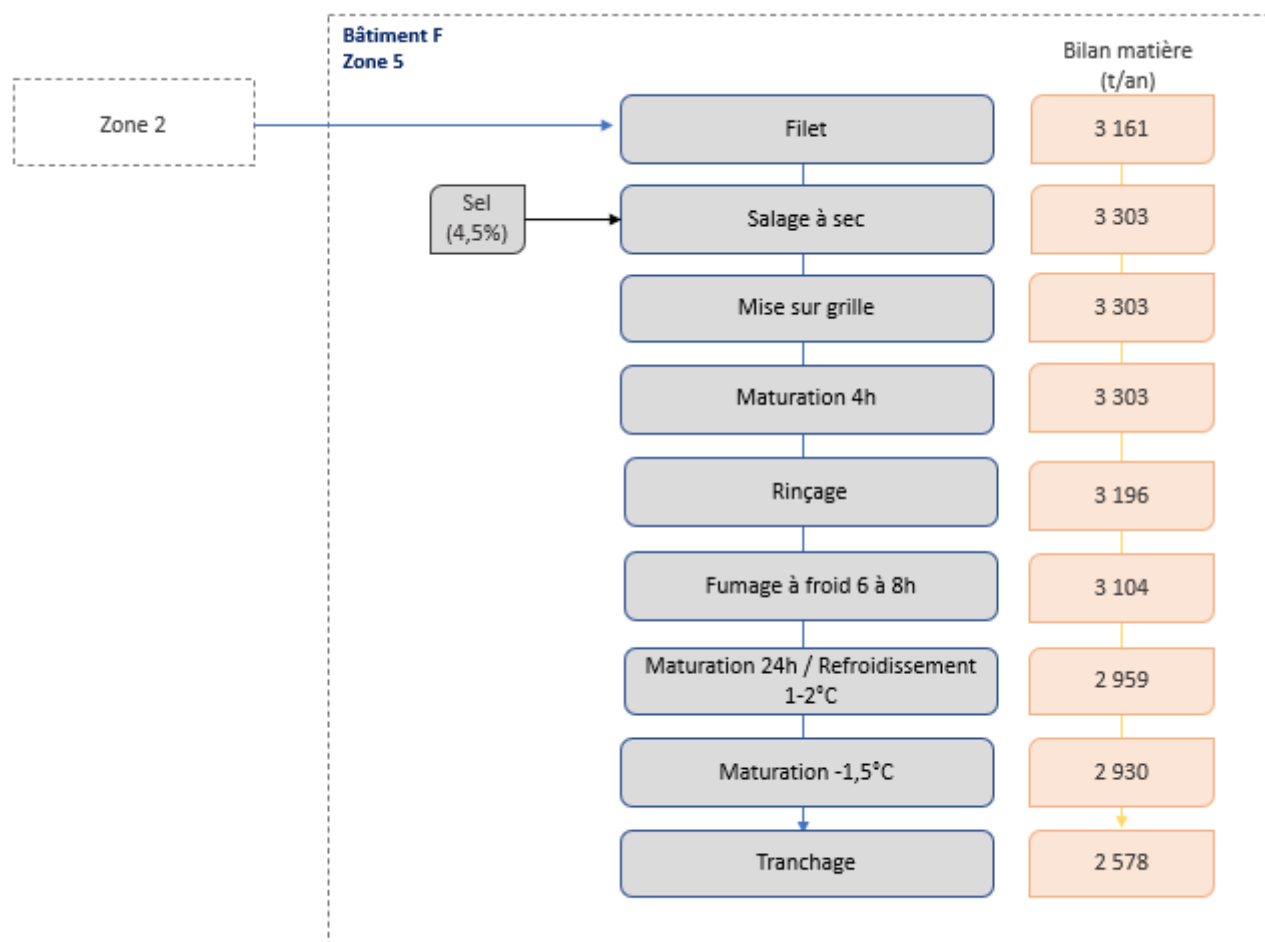 Bâtiment F
Zone 5
Bilan matière
(t/an)
Zone 2
Filet
3 161
Sel
(4,5%)
Salage à sec
3 303
Mise sur grille
3 303
Maturation 4h
3 303
Rinçage
3 196
Fumage à froid 6 à 8h
3 104
Maturation 24h / Refroidissement
1-2°C
2 959
Maturation -1,5°C
2 930
Tranchage
2 578